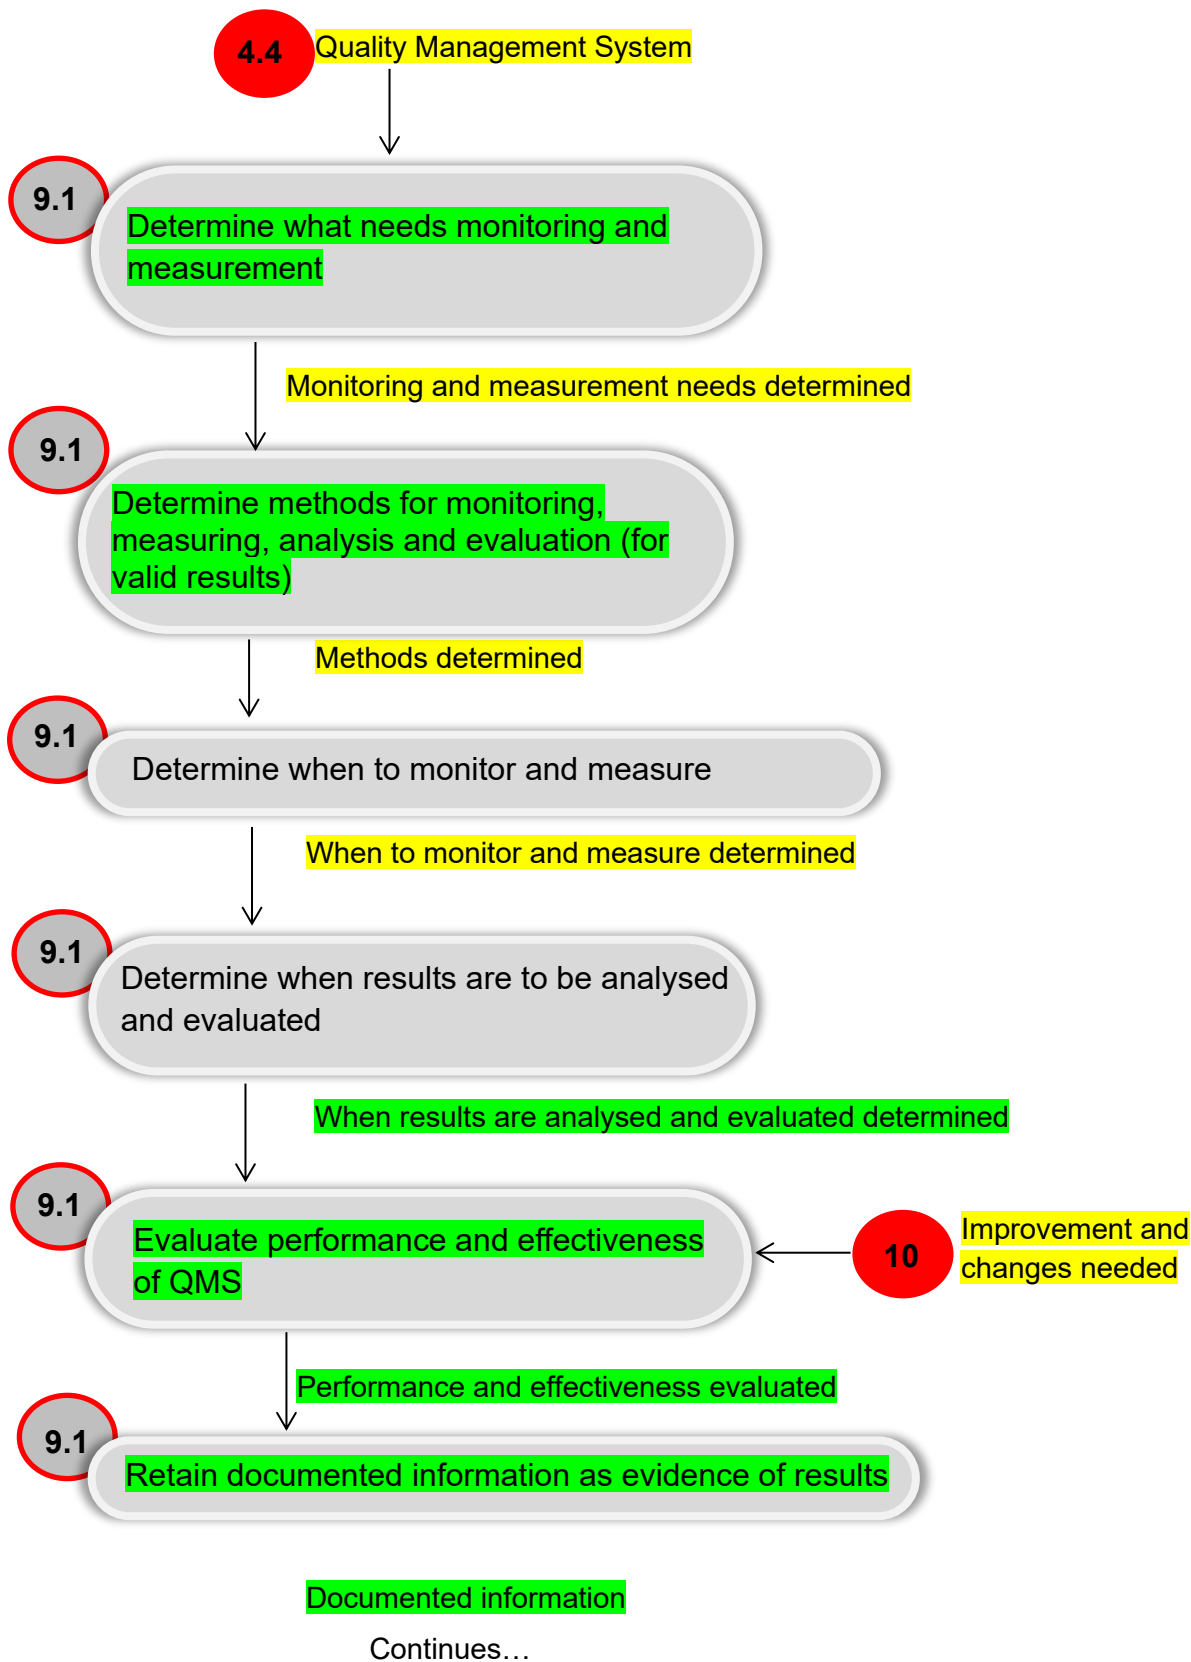 4.4 Quality Management System
9.1
Determine what needs monitoring and
measurement
Monitoring and measurement needs determined
9.1
Determine methods for monitoring,
measuring, analysis and evaluation (for
valid results)
Methods determined
9.1
Determine when to monitor and measure
When to monitor and measure determined
9.1
Determine when results are to be analysed
and evaluated
When results are analysed and evaluated determined
9.1
Evaluate performance and effectiveness
of QMS
10
Improvement and
changes needed
Performance and effectiveness evaluated
9.1
Retain documented information as evidence of results
Documented information
Continues…